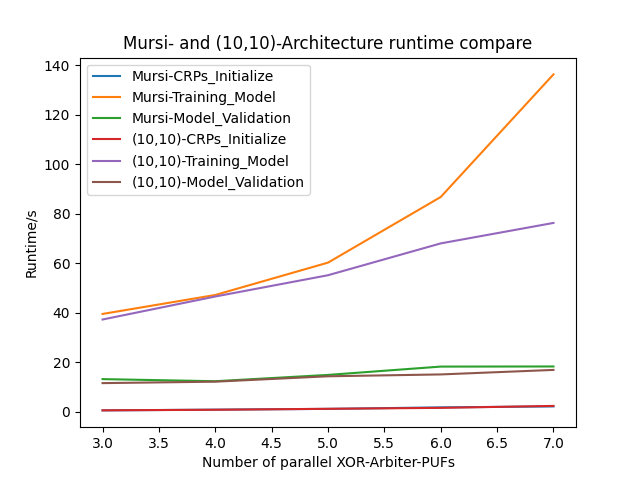 Mursi- and (10,10)-Architecture runtime compare
140
120
100
80
60
40
20
0
Runtime/s
Mursi-CRPs_Initialize
Mursi-Training_Model
Mursi-Model_Validation
(10,10)-CRPs_Initialize
(10,10)-Training_Model
(10,10)-Model_Validation
3.0 3.5 4.0 4.5 5.0 5.5 6.0 6.5 7.0
Number of parallel XOR-Arbiter-PUFs